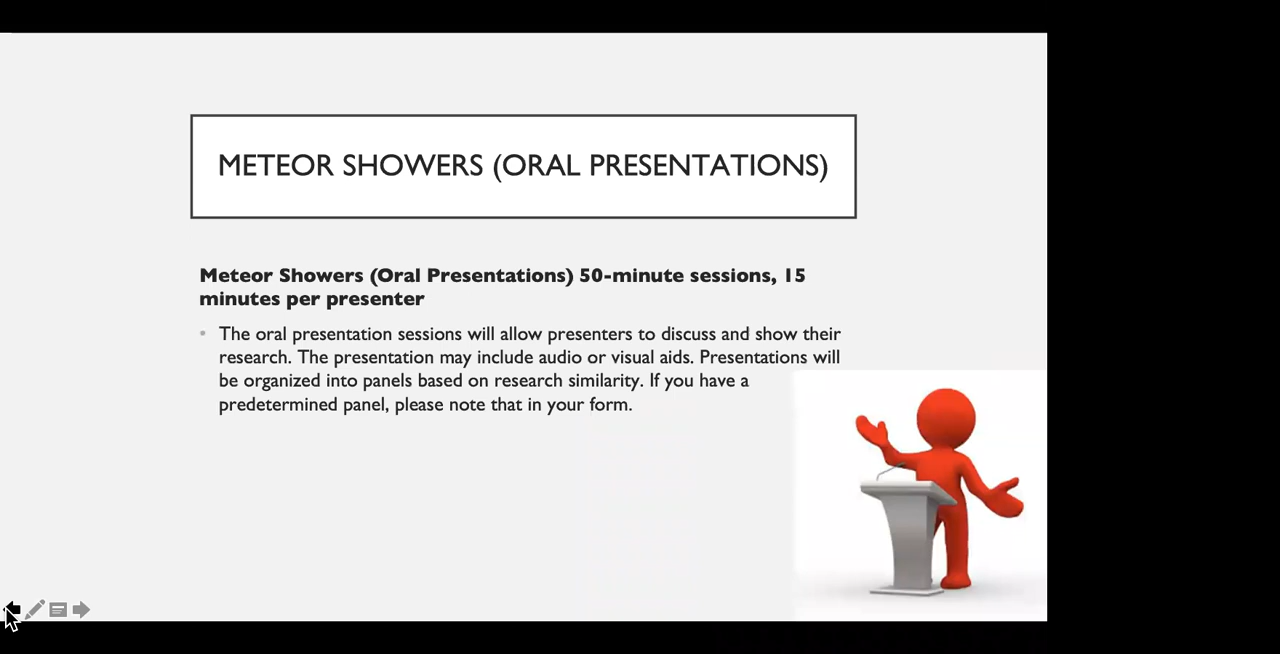 METEOR SHOWERS (ORAL PRESENTATIONS)
Meteor Showers (Oral Presentations) 50-minute sessions, 15
minutes per presenter
• The oral presentation sessions will allow presenters to discuss and show their
research. The presentation may include audio or visual aids. Presentations will
be organized into panels based on research similarity. If you have a
predetermined panel, please note that in your form.